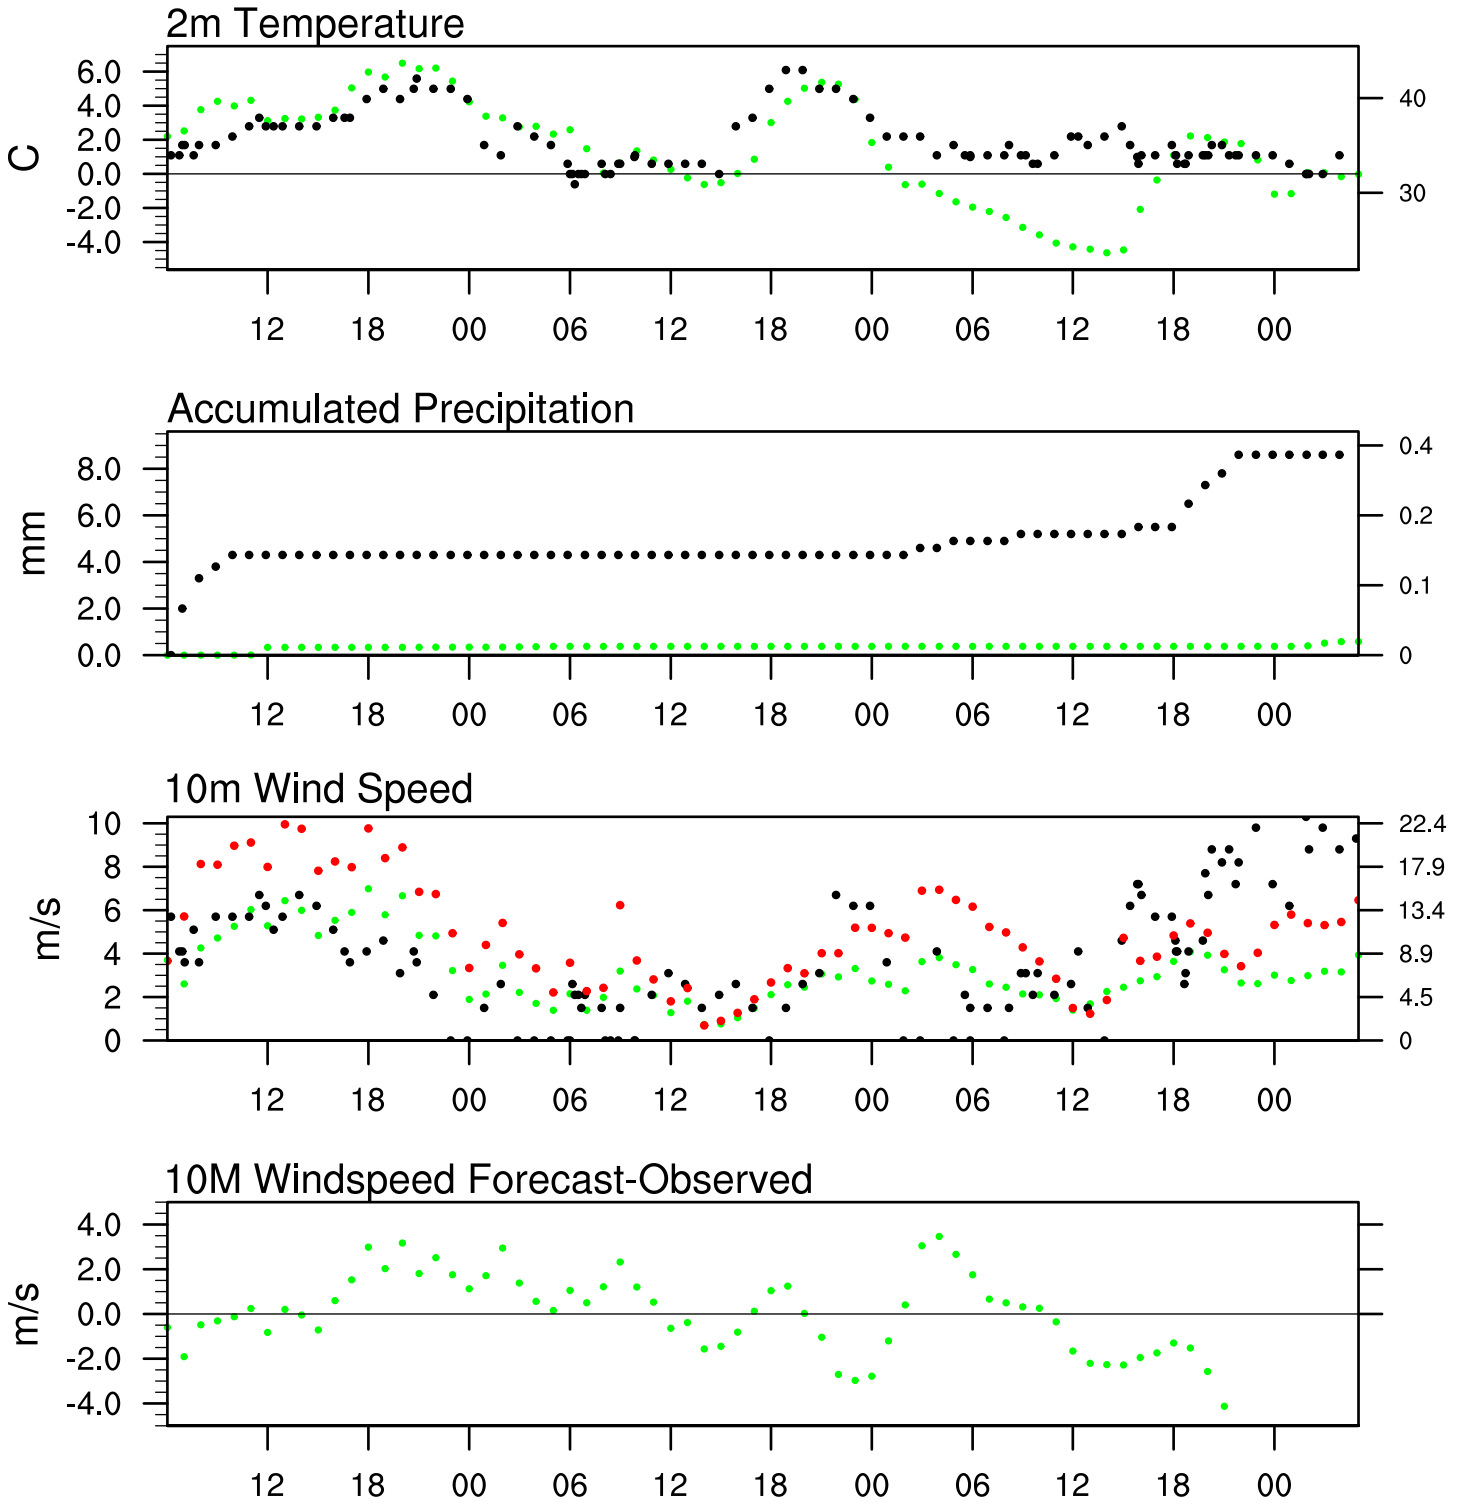 2m Temperature
6.0
4.0
2.0
0.0
-2.0
-4.0
C
40
30
12 18 00 06 12 18 00 06 12 18 00
Accumulated Precipitation
8.0
6.0
4.0
2.0
0.0
mm
0.4
0.2
0.1
0
12 18 00 06 12 18 00 06 12 18 00
10m Wind Speed
10
8
6
4
2
0
m/s
22.4
17.9
13.4
8.9
4.5
0
12 18 00 06 12 18 00 06 12 18 00
10M Windspeed Forecast-Observed
4.0
2.0
0.0
-2.0
-4.0
m/s
12 18 00 06 12 18 00 06 12 18 00